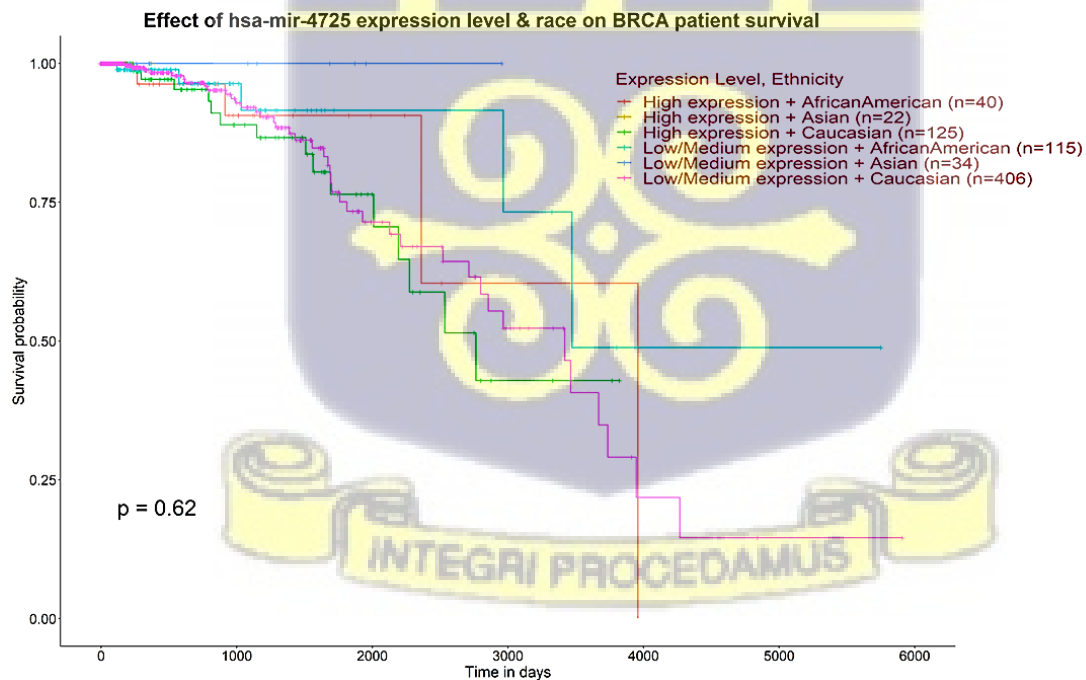 Effect of hsa-mir-4725 expression level & race on BRCA patient survival
Expression Level, Ethnicity
High expression + AfricanAmerican (n=40)
High expression + Asian (n=22)
High expression + Caucasian (n=125)
Low/Medium expression + AfricanAmerican (n=115)
Low/Medium expression + Asian (n=34)
Low/Medium expression + Caucasian (n=406)
Survival probability
1.00
0.75
0.50
0.25
0.00
p = 0.62
INTEGRI PROCEDAMUS
0 1000 2000 3000 4000 5000 6000
Time in days